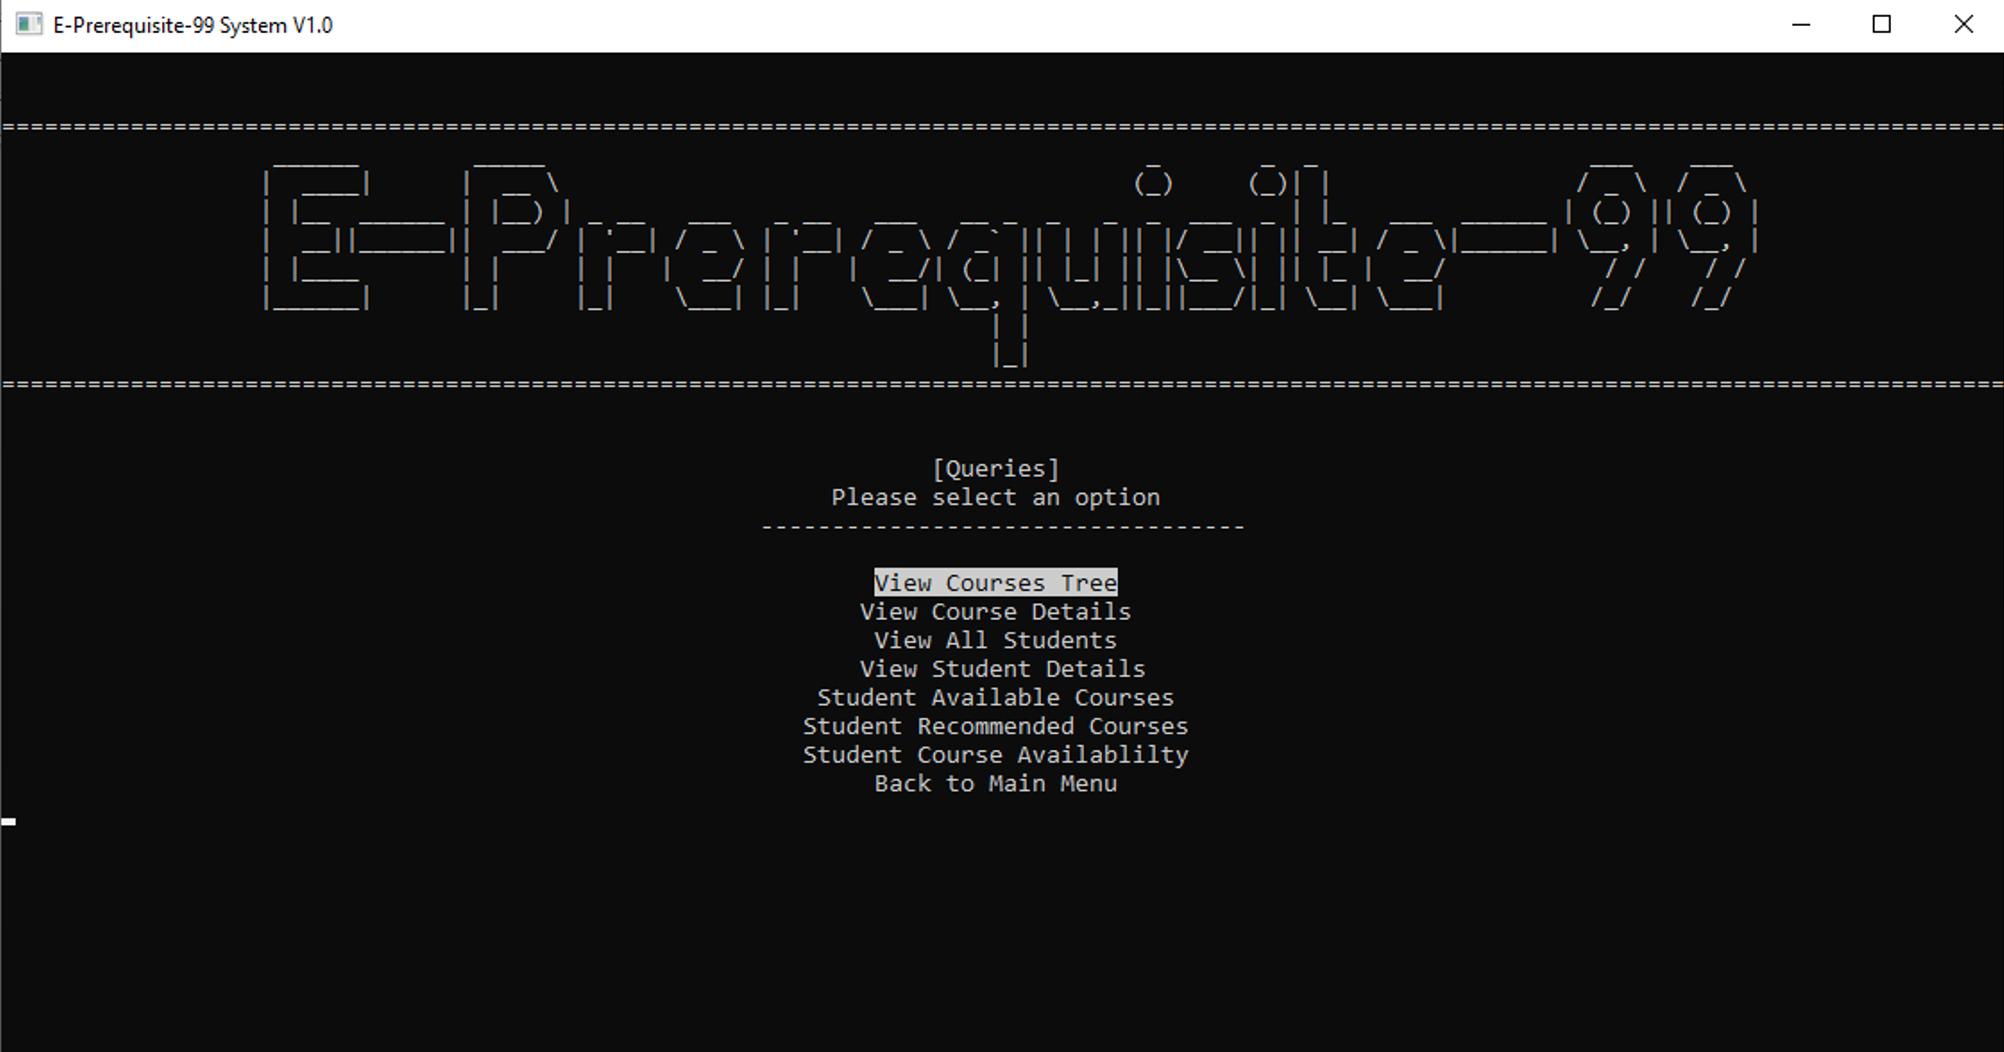 E-Prerequisite-99 System V1.0
E-Prerequisite-99
[Queries]
Please select an option
----------------------------------
View Courses Tree
View Course Details
View All Students
View Student Details
Student Available Courses
Student Recommended Courses
Student Course Availablilty
Back to Main Menu